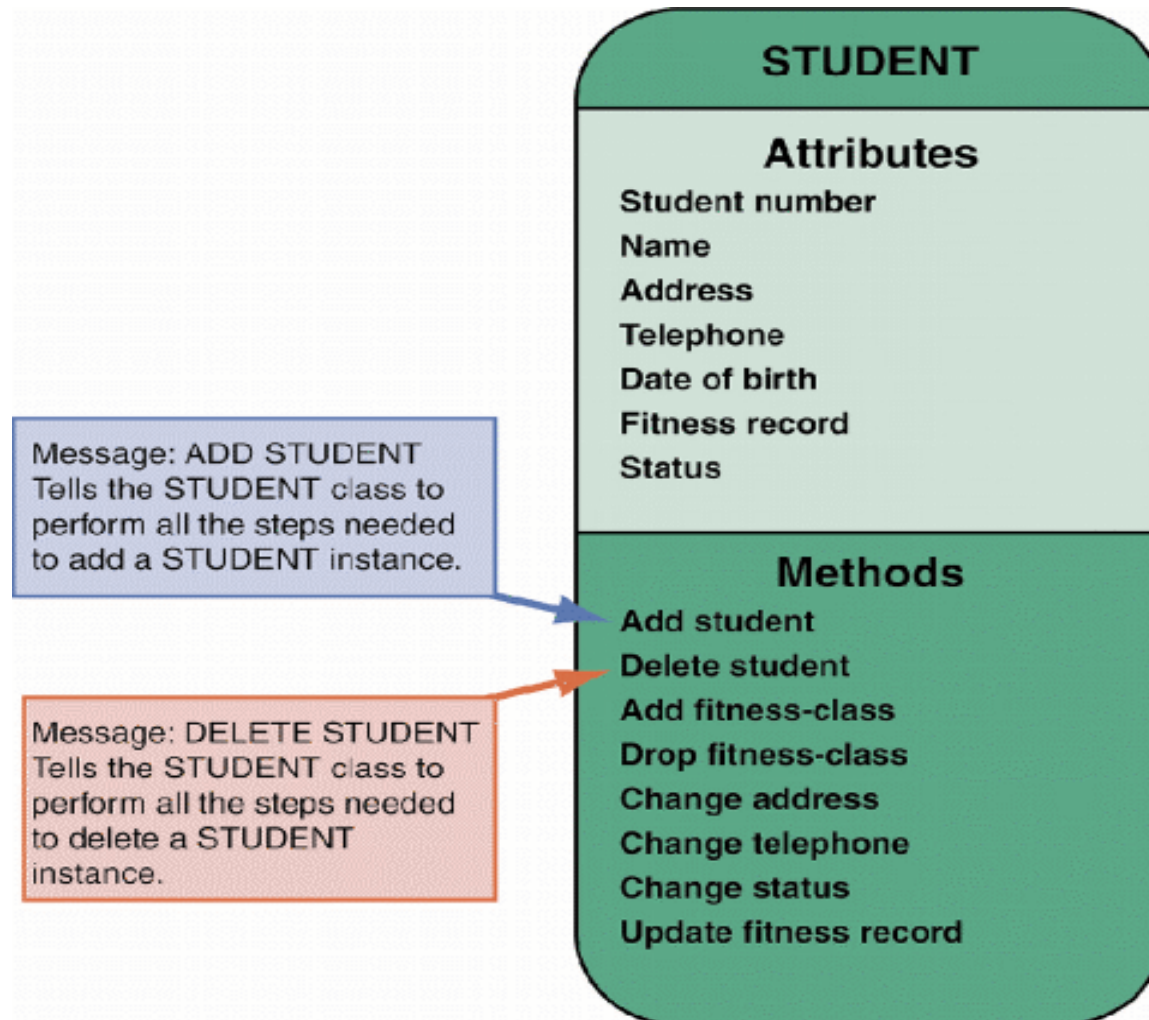 STUDENT
Attributes
Student number
Name
Address
Telephone
Date of birth
Fitness record
Status
Message: ADD STUDENT
Tells the STUDENT class to
perform all the steps needed
to add a STUDENT instance.
Message: DELETE STUDENT
Tells the STUDENT class to
perform all the steps needed
to delete a STUDENT
instance.
Methods
Add student
Delete student
Add fitness-class
Drop fitness-class
Change address
Change telephone
Change status
Update fitness record